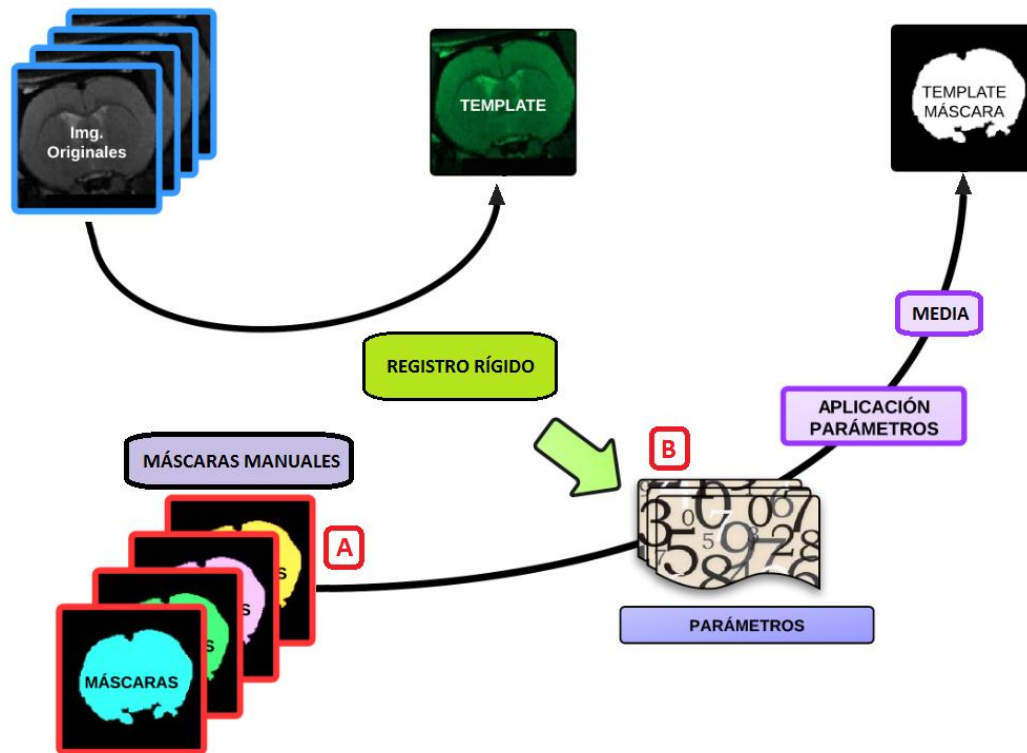 Img.
Originales
TEMPLATE
TEMPLATE
MÁSCARA
MEDIA
REGISTRO RÍGIDO
APLICACIÓN
PARÁMETROS
MÁSCARAS MANUALES
A
B
S
S
S
MÁSCARAS
PARÁMETROS